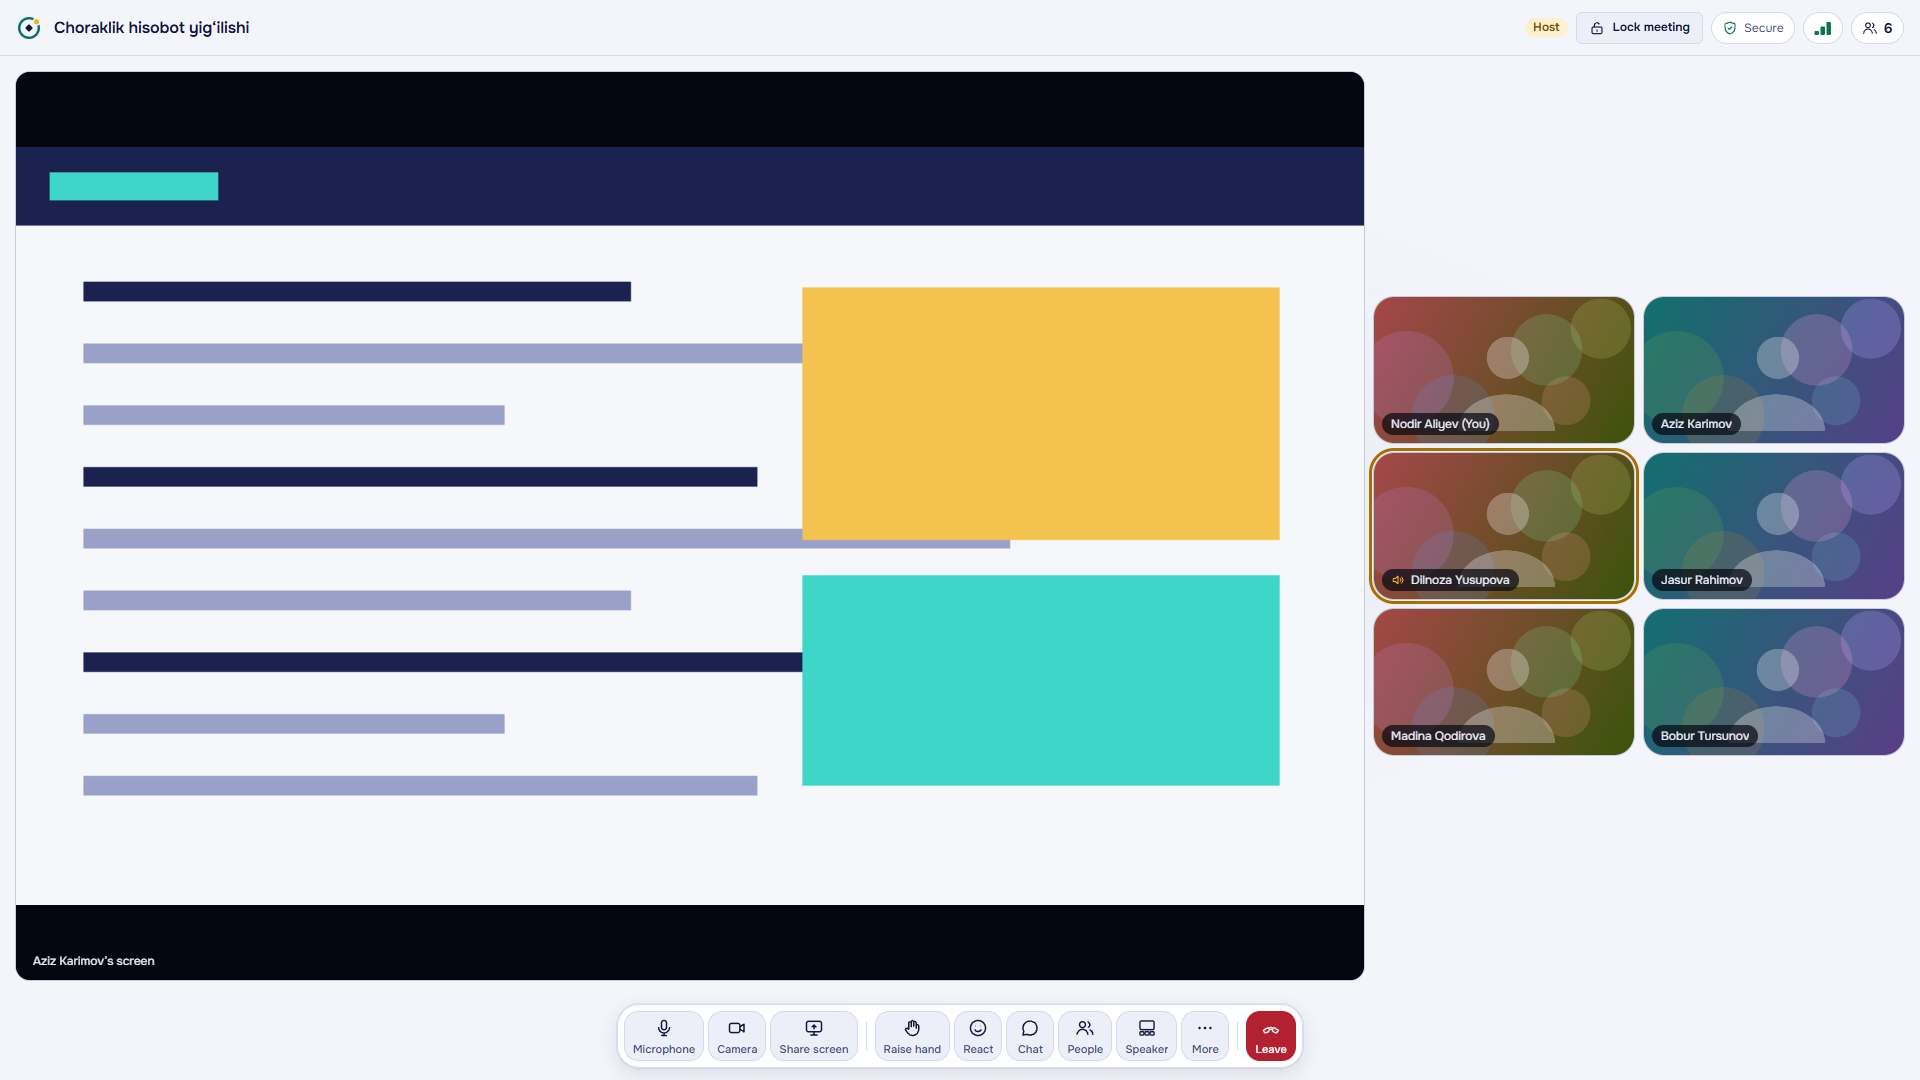 Choraklik hisobot yig‘ilishi
Host
Lock meeting
Secure
6
Nodir Aliyev (You)
Aziz Karimov
Dilnoza Yusupova
Jasur Rahimov
Madina Qodirova
Bobur Tursunov
Aziz Karimov’s screen
Microphone
Camera
Share screen
Raise hand
React
Chat
People
Speaker
More
Leave